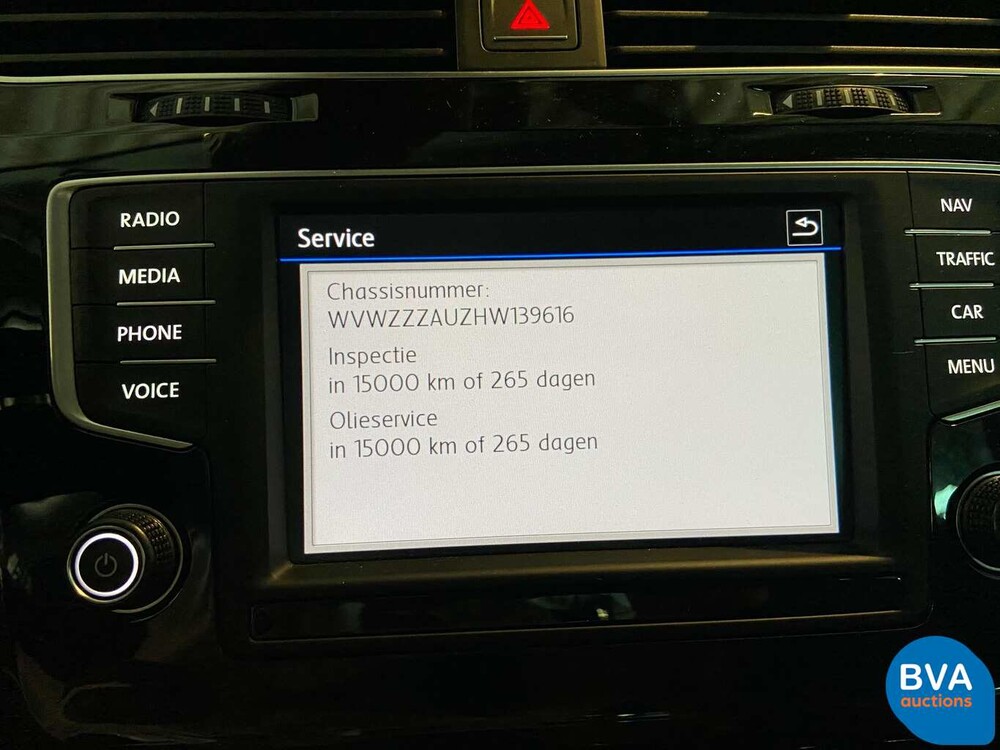 RADIO
MEDIA
PHONE
VOICE
Service
Chassisnummer:
WVWZZZAUZHW139616
Inspectie
in 15000 km of 265 dagen
Olieservice
in 15000 km of 265 dagen
NAV
TRAFFIC
CAR
MENU
BVA
auctions